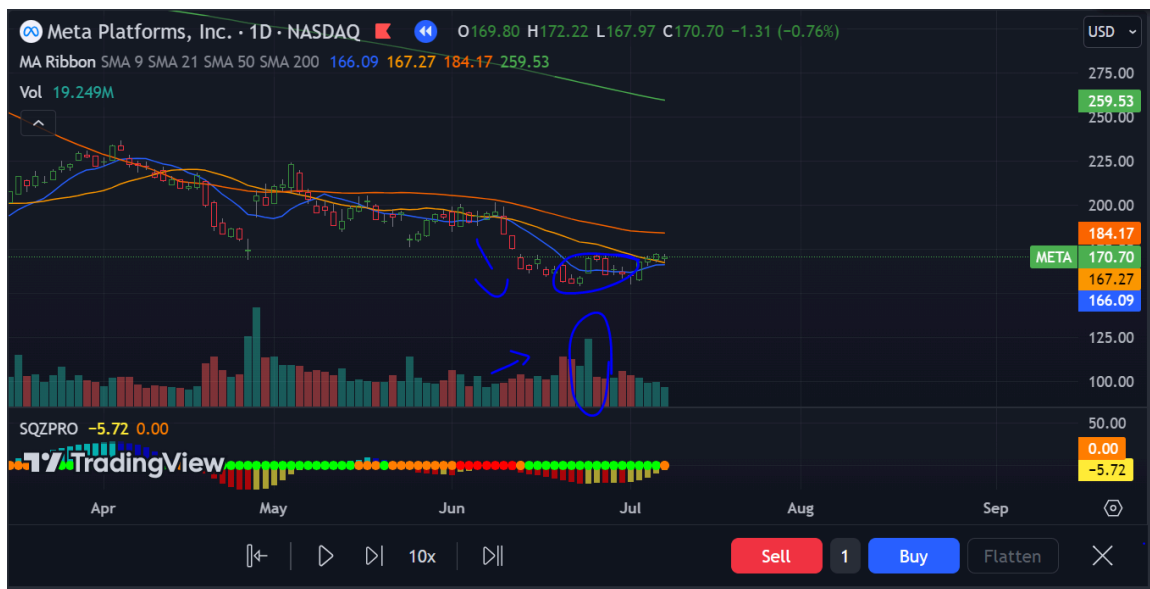 Meta Platforms, Inc. · 1D · NASDAQ O169.80 H172.22 L167.97 C170.70 −1.31 (−0.76%)
USD
MA Ribbon SMA 9 SMA 21 SMA 50 SMA 200 166.09 167.27 184.17 259.53
Vol 19.249M
275.00
259.53
250.00
225.00
200.00
184.17
META 170.70
167.27
166.09
125.00
100.00
SQZPRO −5.72 0.00
50.00
0.00
−5.72
TradingView
Apr May Jun Jul Aug Sep
10x Sell 1 Buy Flatten